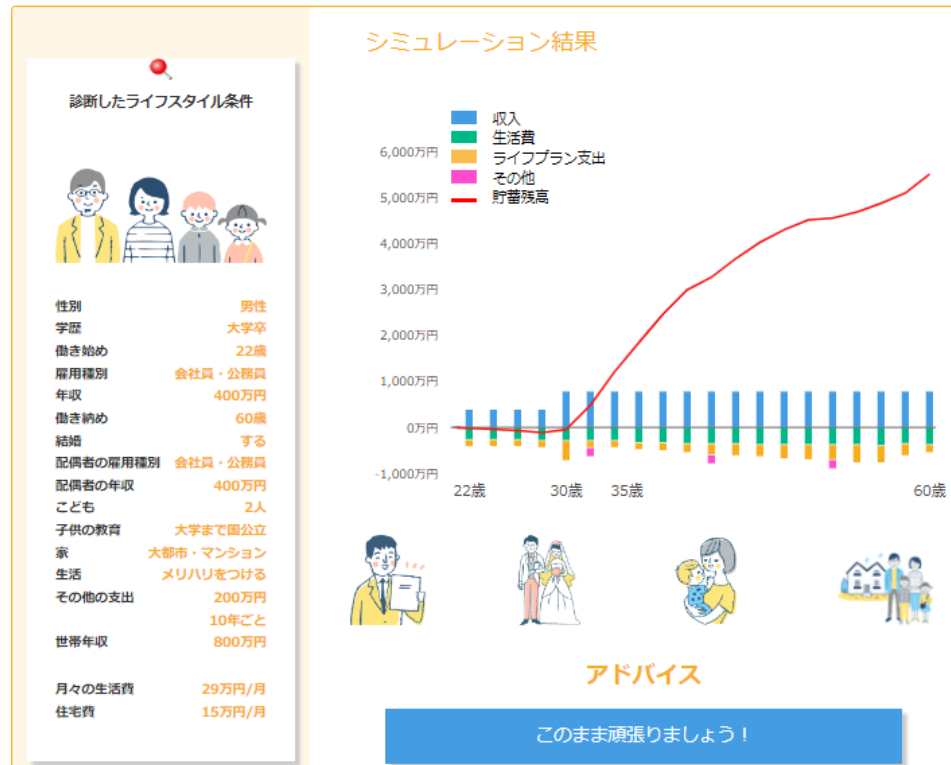 診断したライフスタイル条件
性別 男性
学歴 大学卒
働き始め 22歳
雇用種別 会社員・公務員
年収 400万円
働き納め 60歳
結婚 する
配偶者の雇用種別 会社員・公務員
配偶者の年収 400万円
こども 2人
子供の教育 大学まで国公立
家 大都市・マンション
生活 メリハリをつける
その他の支出 200万円
10年ごと
世帯年収 800万円
月々の生活費 29万円/月
住宅費 15万円/月
シミュレーション結果
収入
生活費
ライフプラン支出
その他
貯蓄残高
6,000万円
5,000万円
4,000万円
3,000万円
2,000万円
1,000万円
0万円
-1,000万円
22歳 30歳 35歳 60歳
アドバイス
このまま頑張りましょう！